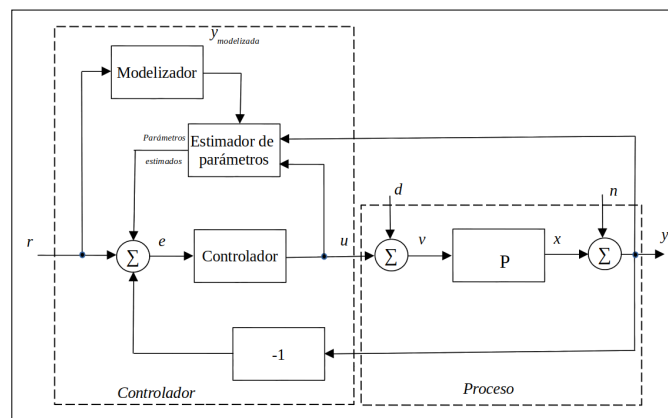 y modelizada
Modelizador
Parámetros
estimados
Estimador de
parámetros
d
n
r
Σ
e
Controlador
u
Σ
v
P
x
Σ
y
-1
Controlador
Proceso